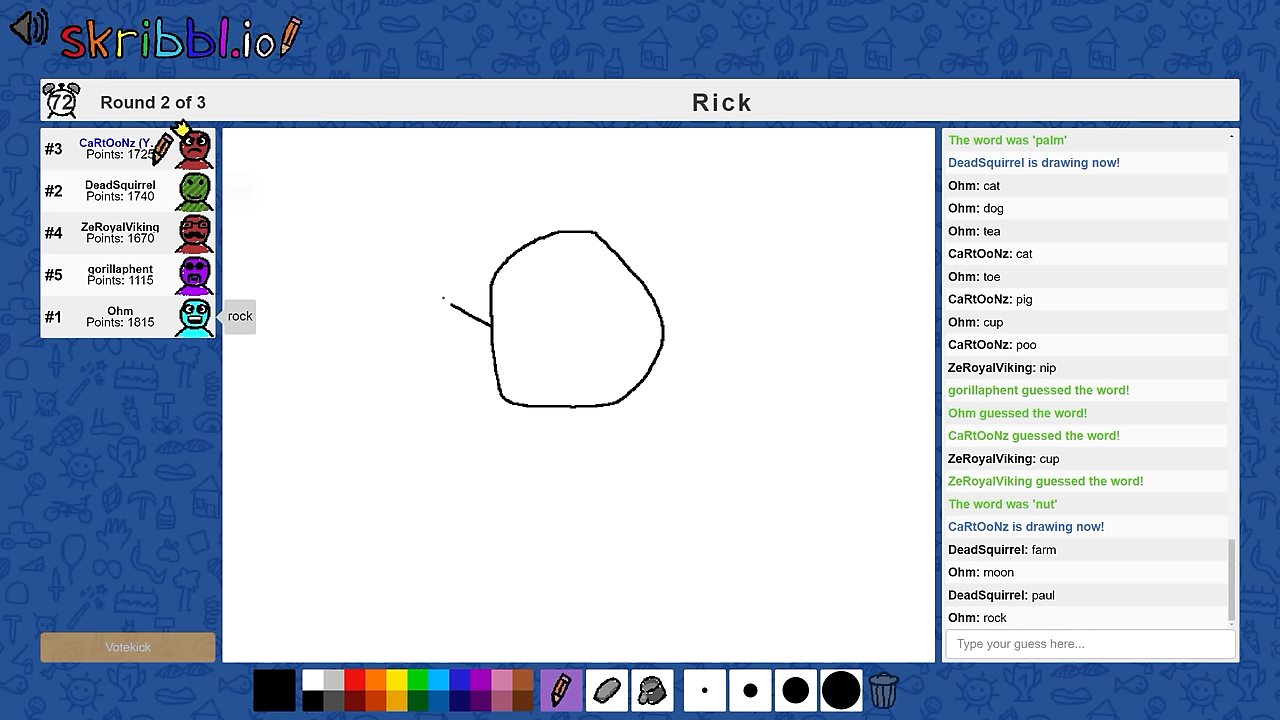 skribbl.io
72
Round 2 of 3
Rick
#3
CaRtOoNz (Y.
Points: 1725
#2
DeadSquirrel
Points: 1740
#4
ZeRoyalViking
Points: 1670
#5
gorillaphent
Points: 1115
#1
Ohm
Points: 1815
rock
Votekick
The word was 'palm'
DeadSquirrel is drawing now!
Ohm: cat
Ohm: dog
Ohm: tea
CaRtOoNz: cat
Ohm: toe
CaRtOoNz: pig
Ohm: cup
CaRtOoNz: poo
ZeRoyalViking: nip
gorillaphent guessed the word!
Ohm guessed the word!
CaRtOoNz guessed the word!
ZeRoyalViking: cup
ZeRoyalViking guessed the word!
The word was 'nut'
CaRtOoNz is drawing now!
DeadSquirrel: farm
Ohm: moon
DeadSquirrel: paul
Ohm: rock
Type your guess here...